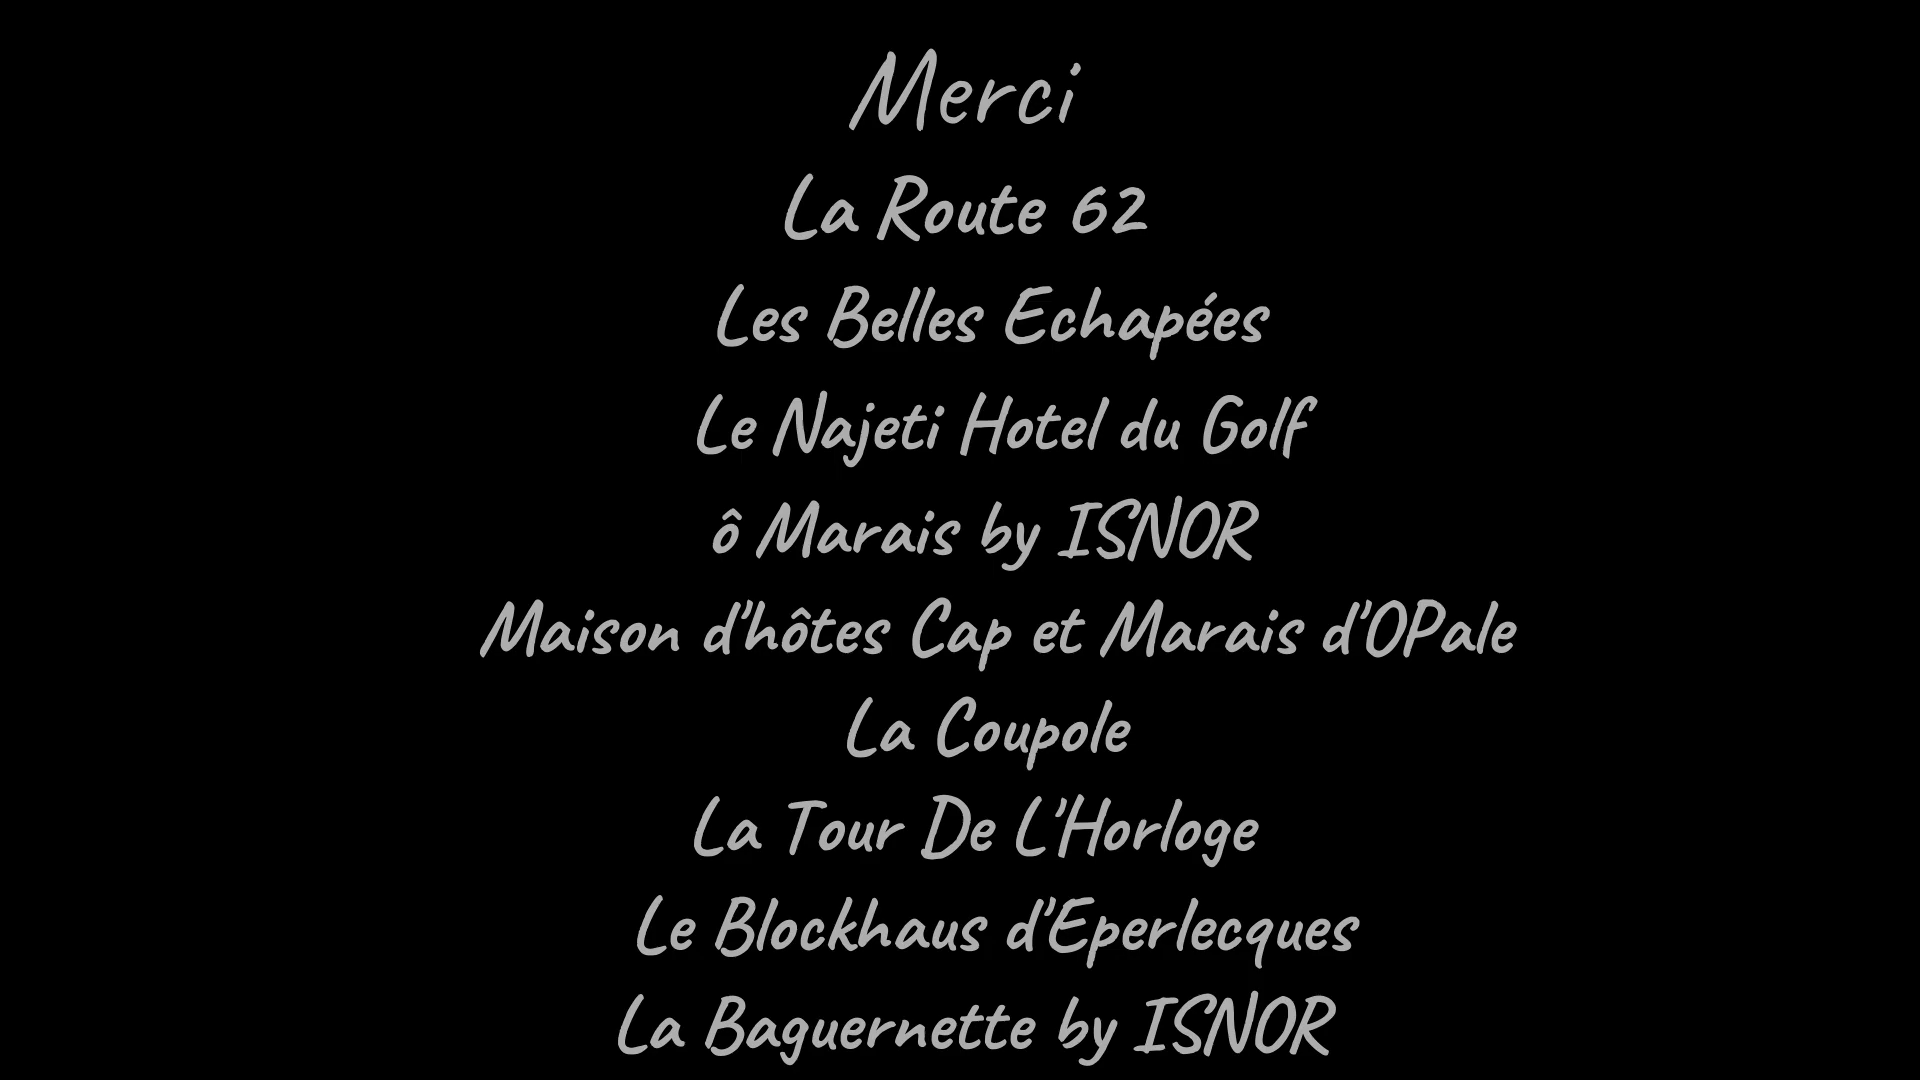 Merci
La Route 62
Les Belles Echapées
Le Najeti Hotel du Golf
ô Marais by ISNOR
Maison d'hôtes Cap et Marais d'OPale
La Coupole
La Tour De L'Horloge
Le Blockhaus d'Eperlecques
La Baguernette by ISNOR